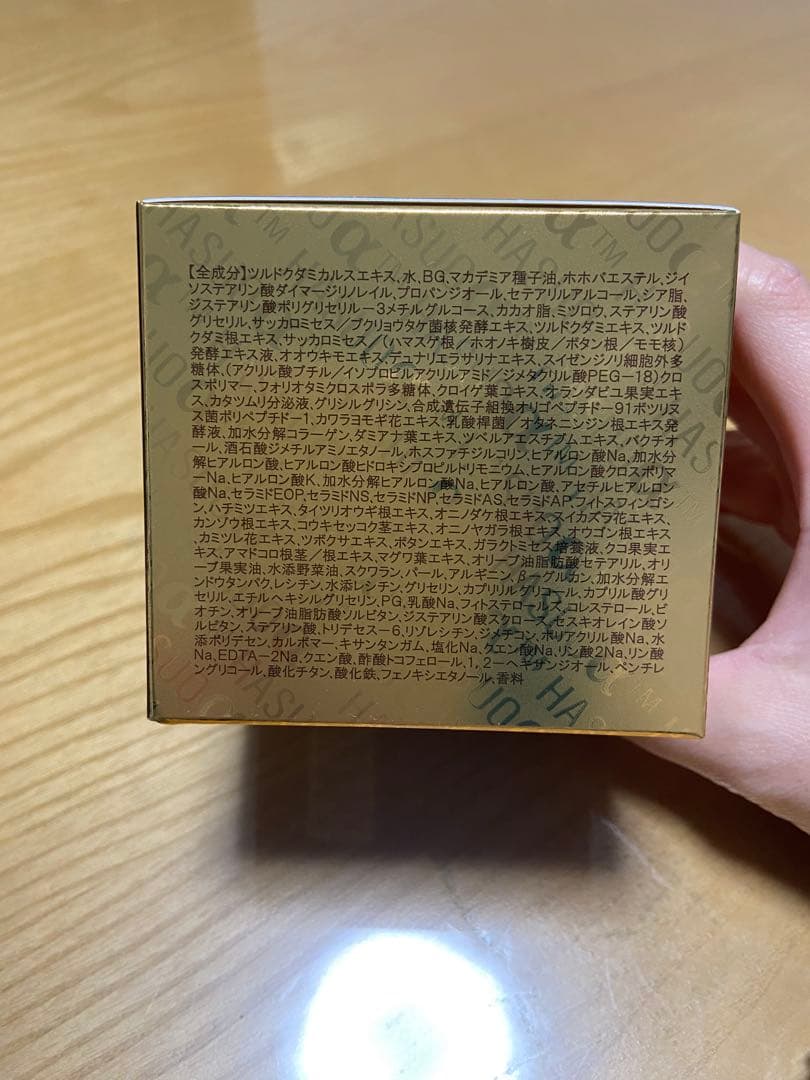 【全成分】ツルドクダミカルスエキス、水、BG、マカデミア種子油、ホホバエステル、ジイ
ソステアリン酸ダイマージリノレイル、プロパンジオール、セテアリルアルコール、シア脂、
ジステアリン酸ポリグリセリル－3メチルグルコース、カカオ脂、ミツロウ、ステアリン酸
グリセリル、サッカロミセス／ブクリョウタケ菌核発酵エキス、ツルドクダミエキス、ツルド
クダミ根エキス、サッカロミセス／（ハマスゲ根／ホオノキ樹皮／ボタン根／モモ核）
発酵エキス液、オオウキモエキス、デュナリエラサリナエキス、スイゼンジノリ細胞外多
糖体、（アクリル酸ブチル／イソプロピルアクリルアミド／ジメタクリル酸PEG－18）クロ
スポリマー、フォリオタミクロスポラ多糖体、クロイゲ葉エキス、オランダビユ果実エキ
ス、カタツムリ分泌液、グリシルグリシン、合成遺伝子組換オリゴペプチド－91ボツリヌ
ス菌ポリペプチド－1、カワラヨモギ花エキス、乳酸桿菌／オタネニンジン根エキス発
酵液、加水分解コラーゲン、ダミアナ葉エキス、ツベルアエスチブムエキス、バクチオ
ール、酒石酸ジメチルアミノエタノール、ホスファチジルコリン、ヒアルロン酸Na、加水分
解ヒアルロン酸、ヒアルロン酸ヒドロキシプロピルトリモニウム、ヒアルロン酸クロスポリマ
ーNa、ヒアルロン酸K、加水分解ヒアルロン酸Na、ヒアルロン酸、アセチルヒアルロン
酸Na、セラミドEOP、セラミドNS、セラミドNP、セラミドAS、セラミドAP、フィトスフィンゴシ
ン、ハチミツエキス、タイツリオウギ根エキス、オニノダケ根エキス、スイカズラ花エキス、
カンゾウ根エキス、コウキセッコク茎エキス、オニノヤガラ根エキス、オウゴン根エキス
、カミツレ花エキス、ツボクサエキス、ボタンエキス、ガラクトミセス培養液、クコ果実エ
キス、アマドコロ根茎／根エキス、マグワ葉エキス、オリーブ油脂肪酸セテアリル、オリ
ーブ果実油、水添野菜油、スクワラン、パール、アルギニン、β－グルカン、加水分解エ
ンドウタンパク、レシチン、水添レシチン、グリセリン、カプリリルグリコール、カプリル酸グリ
セリル、エチルヘキシルグリセリン、PG、乳酸Na、フィトステロールズ、コレステロール、ビ
オチン、オリーブ油脂肪酸ソルビタン、ジステアリン酸スクロース、セスキオレイン酸ソ
ルビタン、ステアリン酸、トリデセス－6、リゾレシチン、ジメチコン、ポリアクリル酸Na、水
添ポリデセン、カルボマー、キサンタンガム、塩化Na、クエン酸Na、リン酸2Na、リン酸
Na、EDTA－2Na、クエン酸、酢酸トコフェロール、1，2－ヘキサンジオール、ペンチレ
ングリコール、酸化チタン、酸化鉄、フェノキシエタノール、香料